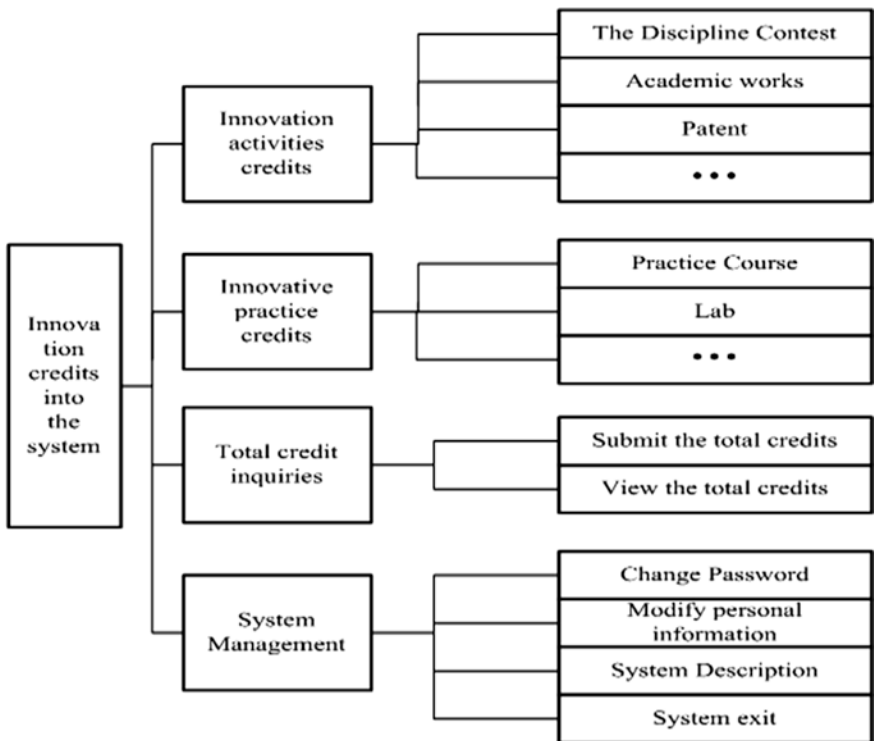 The Discipline Contest
Academic works
Patent
•••
Innovation
activities
credits
Practice Course
Lab
•••
Innovative
practice
credits
Innova
tion
credits
into
the
system
Submit the total credits
View the total credits
Total credit
inquiries
Change Password
Modify personal
information
System Description
System exit
System
Management